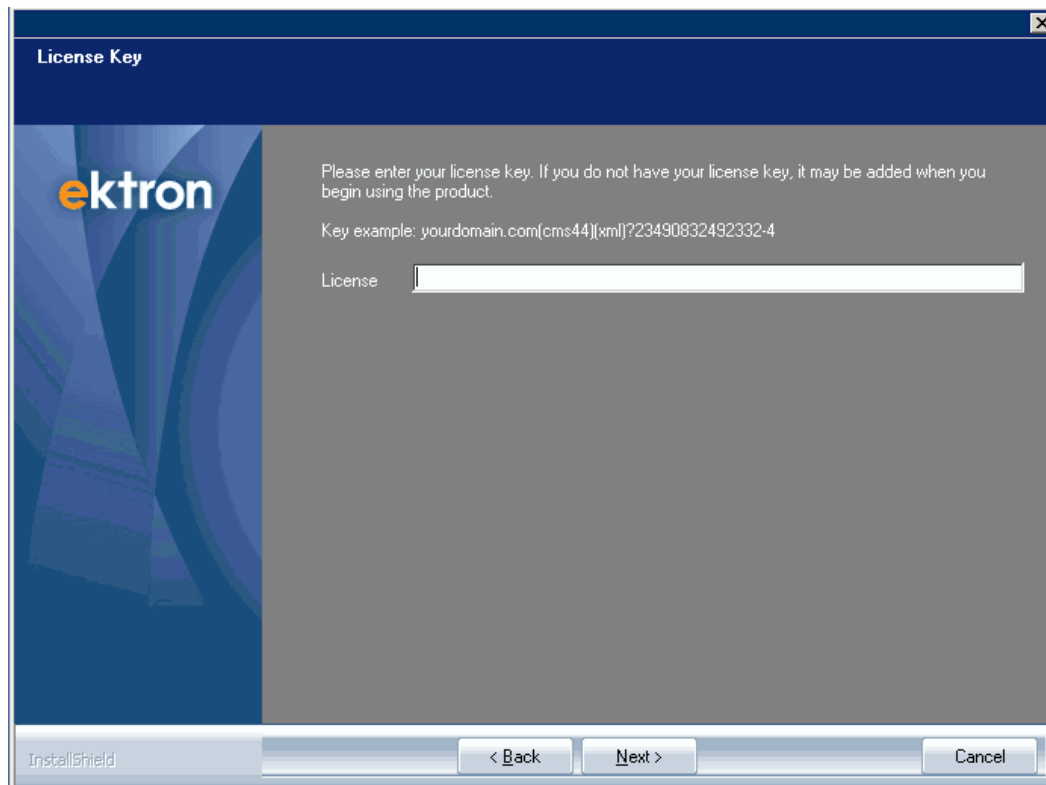 License Key
ektron
Please enter your license key. If you do not have your license key, it may be added when you
begin using the product.
Key example: yourdomain.com(cms44)(xml)?23490832492332-4
License
InstallShield
< Back
Next >
Cancel